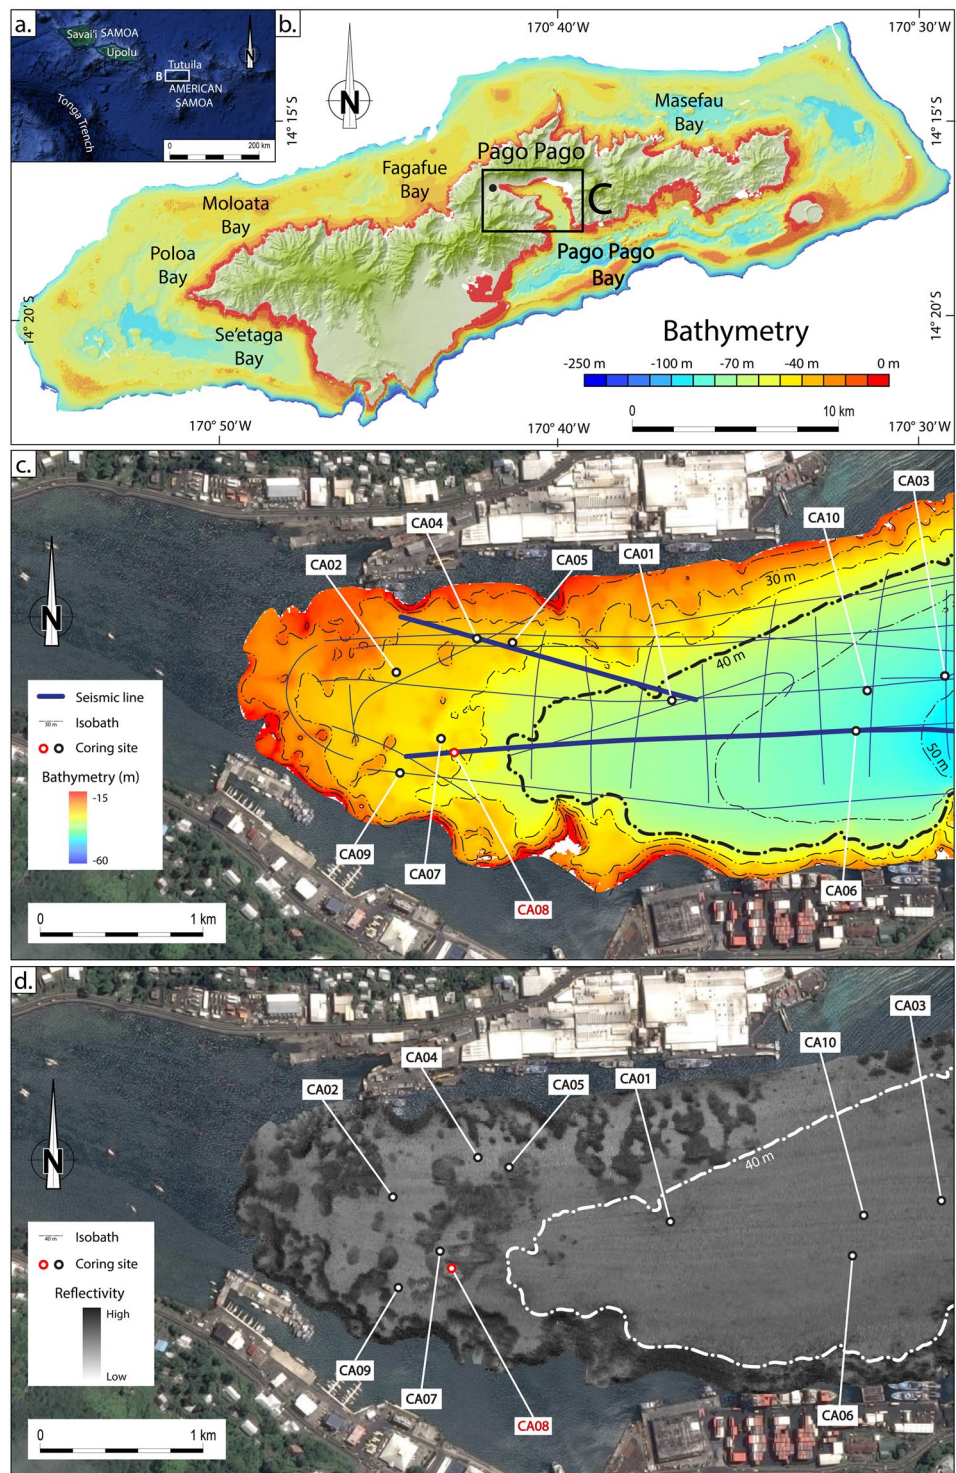 a.
Savai'i SAMOA
Upolu
Tutuila
B
AMERICAN
SAMOA
Tonga Trench
N
0 200 km
b.
170° 40' W
170° 30' W
14° 15' S
14° 15' S
N
Masefau
Bay
Pago Pago
Fagafue
Bay
C
Moloata
Bay
Poloa
Bay
Pago Pago
Bay
14° 20' S
14° 20' S
Se'etaga
Bay
Bathymetry
-250 m -100 m -70 m -40 m 0 m
0 10 km
170° 50' W
170° 40' W
170° 30' W
c.
CA03
CA04
CA10
CA05
CA01
CA02
30 m
40 m
N
Seismic line
30 m
Isobath
Coring site
Bathymetry (m)
-15
-60
50 m
CA09
CA07
CA06
CA08
0 1 km
d.
CA03
CA04
CA10
CA05
CA01
CA02
40 m
N
40 m
Isobath
Coring site
Reflectivity
High
Low
CA09
CA07
CA06
CA08
0 1 km